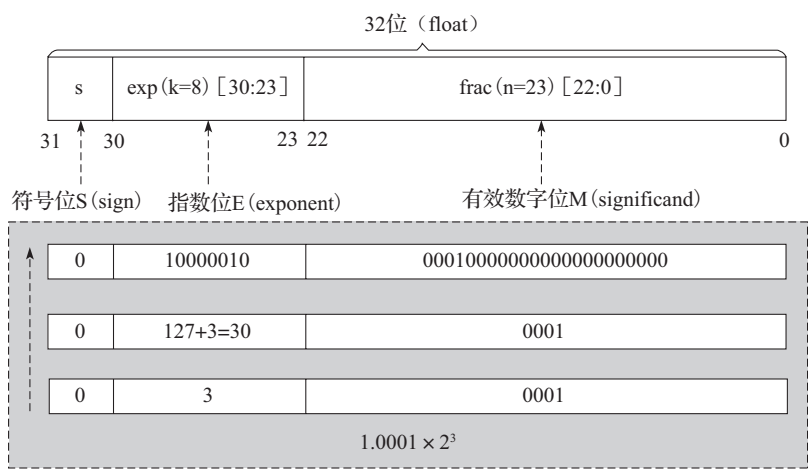 32位（float）
s exp(k=8)［30:23］ frac(n=23)［22:0］
31 30 23 22 0
符号位S(sign) 指数位E(exponent) 有效数字位M(significand)
0 10000010 00010000000000000000000
0 127+3=30 0001
0 3 0001
1.0001 × 2³